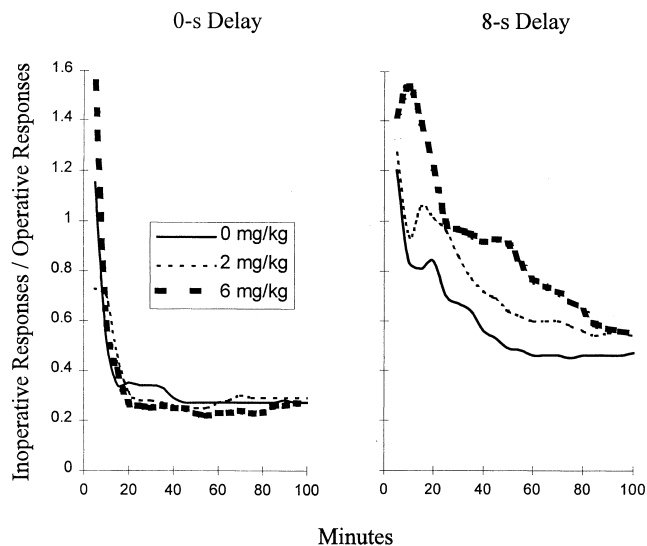 0-s Delay
8-s Delay
Inoperative Responses / Operative Responses
1.6
1.4
1.2
1
0.8
0.6
0.4
0.2
0
0 mg/kg
2 mg/kg
6 mg/kg
0 20 40 60 80 100
0 20 40 60 80 100
Minutes